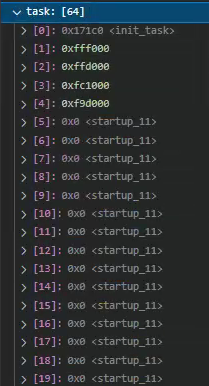 task: [64]
[0]: 0x171c0 <init_task>
[1]: 0xfff000
[2]: 0xffd000
[3]: 0xfc1000
[4]: 0xf9d000
[5]: 0x0 <startup_11>
[6]: 0x0 <startup_11>
[7]: 0x0 <startup_11>
[8]: 0x0 <startup_11>
[9]: 0x0 <startup_11>
[10]: 0x0 <startup_11>
[11]: 0x0 <startup_11>
[12]: 0x0 <startup_11>
[13]: 0x0 <startup_11>
[14]: 0x0 <startup_11>
[15]: 0x0 <startup_11>
[16]: 0x0 <startup_11>
[17]: 0x0 <startup_11>
[18]: 0x0 <startup_11>
[19]: 0x0 <startup_11>